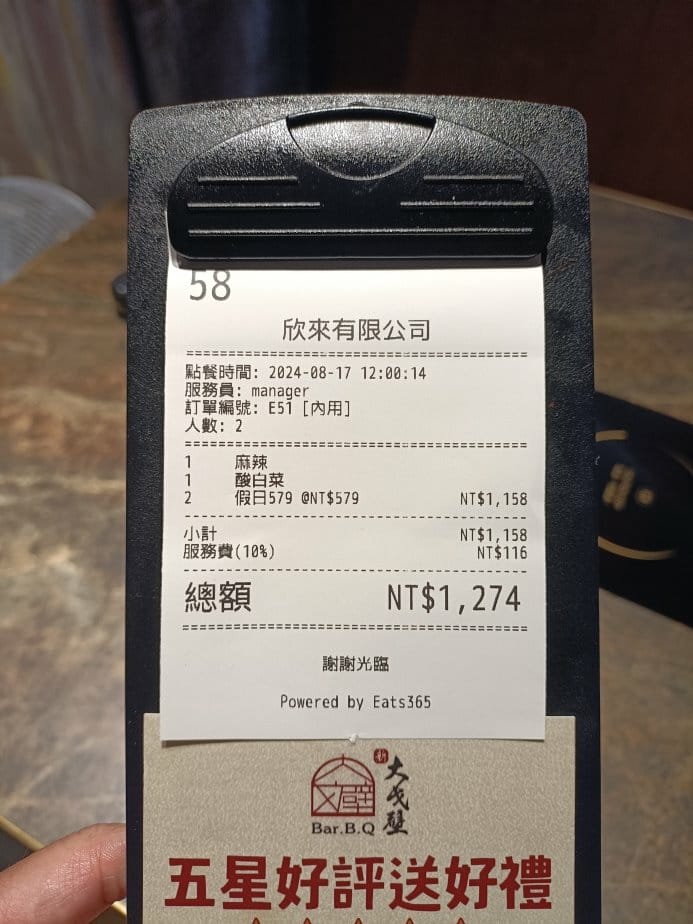 58
欣來有限公司
點餐時間: 2024-08-17 12:00:14
服務員: manager
訂單編號: E51 [內用]
人數: 2
1 麻辣
1 酸白菜
2 假日579 @NT$579 NT$1,158
小計 NT$1,158
服務費(10%) NT$116
總額 NT$1,274
謝謝光臨
Powered by Eats365
新
大戈壁
Bar.B.Q
五星好評送好禮